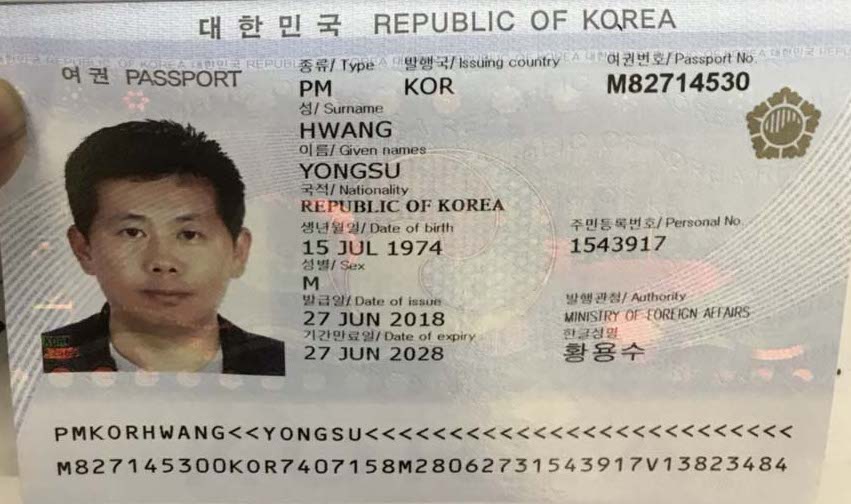 대한민국 REPUBLIC OF KOREA
여권 PASSPORT
종류/ Type 발행국/ Issuing country 여권번호/ Passport No.
PM KOR M82714530
성/ Surname
HWANG
이름/ Given names
YONGSU
국적/ Nationality
REPUBLIC OF KOREA
생년월일/ Date of birth 주민등록번호/ Personal No.
15 JUL 1974 1543917
성별/ Sex
M
발급일/ Date of issue 발행관청/ Authority
27 JUN 2018 MINISTRY OF FOREIGN AFFAIRS
기간만료일/ Date of expiry 한글성명
27 JUN 2028 황용수
PMKORHWANG<<YONGSU<<<<<<<<<<<<<<<<<<<<<<<<<<
M827145300KOR7407158M28062731543917V13823484